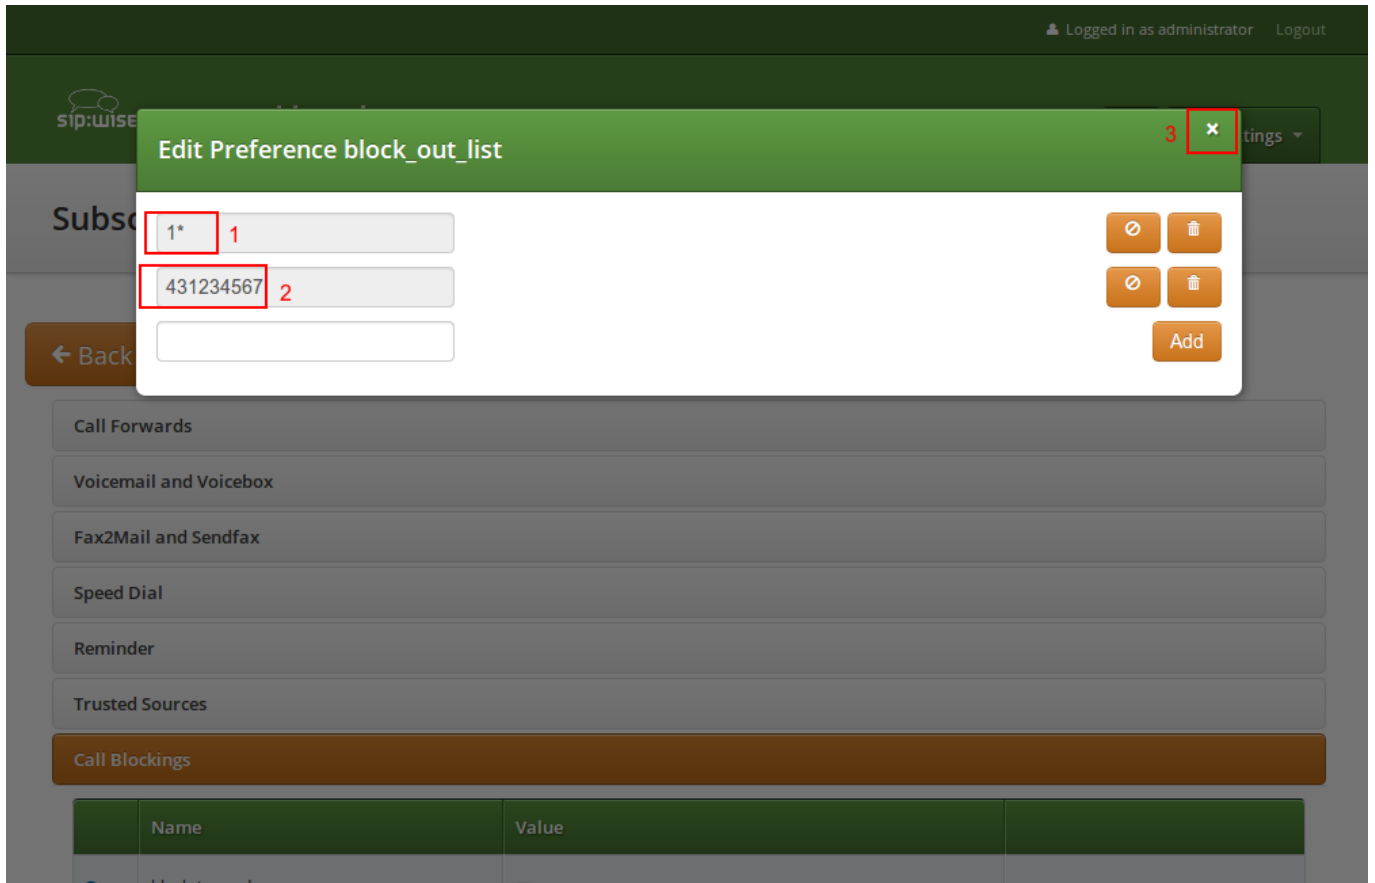 Logged in as administrator Logout
sip:wise
Edit Preference block_out_list
3
tings
Subsc
1*
1
431234567
2
Back
Add
Call Forwards
Voicemail and Voicebox
Fax2Mail and Sendfax
Speed Dial
Reminder
Trusted Sources
Call Blockings
Name Value